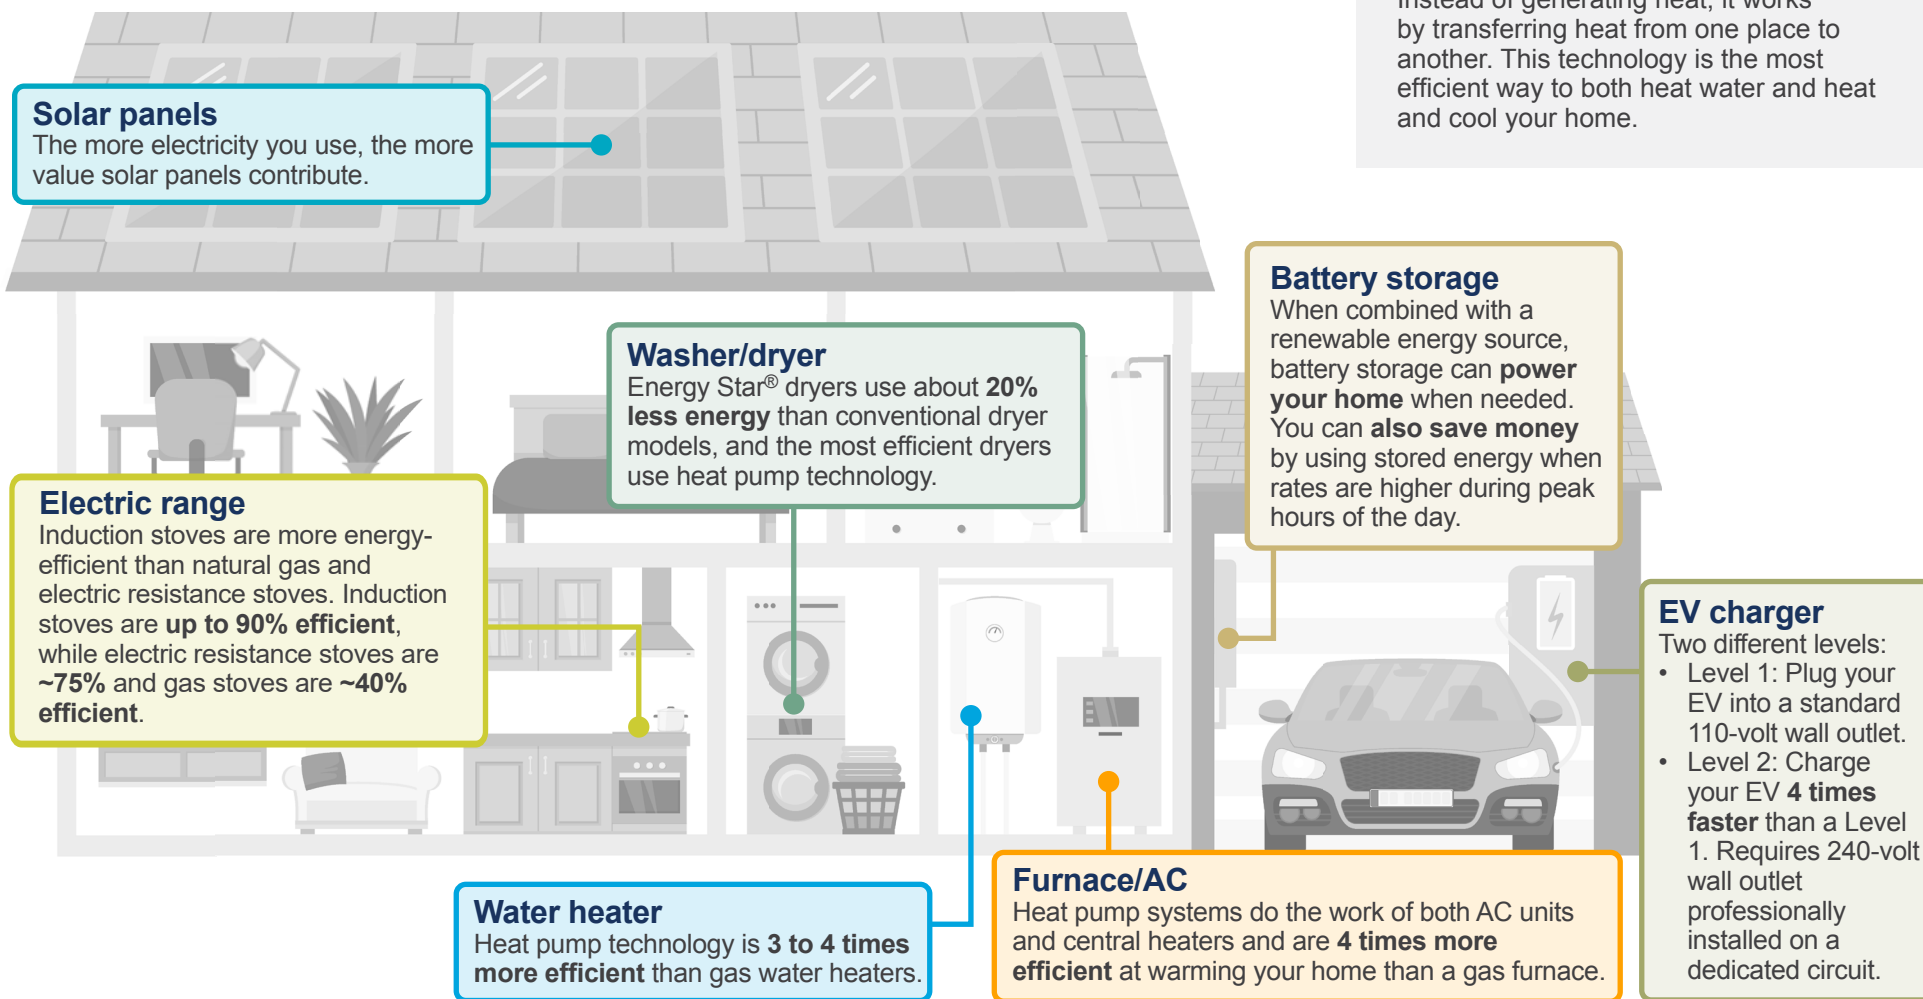 Instead of generating heat, it works
by transferring heat from one place to
another. This technology is the most
efficient way to both heat water and heat
and cool your home.
Solar panels
The more electricity you use, the more
value solar panels contribute.
Battery storage
When combined with a
renewable energy source,
battery storage can power
your home when needed.
You can also save money
by using stored energy when
rates are higher during peak
hours of the day.
Washer/dryer
Energy Star® dryers use about 20%
less energy than conventional dryer
models, and the most efficient dryers
use heat pump technology.
Electric range
Induction stoves are more energy-
efficient than natural gas and
electric resistance stoves. Induction
stoves are up to 90% efficient,
while electric resistance stoves are
~75% and gas stoves are ~40%
efficient.
EV charger
Two different levels:
• Level 1: Plug your
EV into a standard
110-volt wall outlet.
• Level 2: Charge
your EV 4 times
faster than a Level
1. Requires 240-volt
wall outlet
professionally
installed on a
dedicated circuit.
Water heater
Heat pump technology is 3 to 4 times
more efficient than gas water heaters.
Furnace/AC
Heat pump systems do the work of both AC units
and central heaters and are 4 times more
efficient at warming your home than a gas furnace.